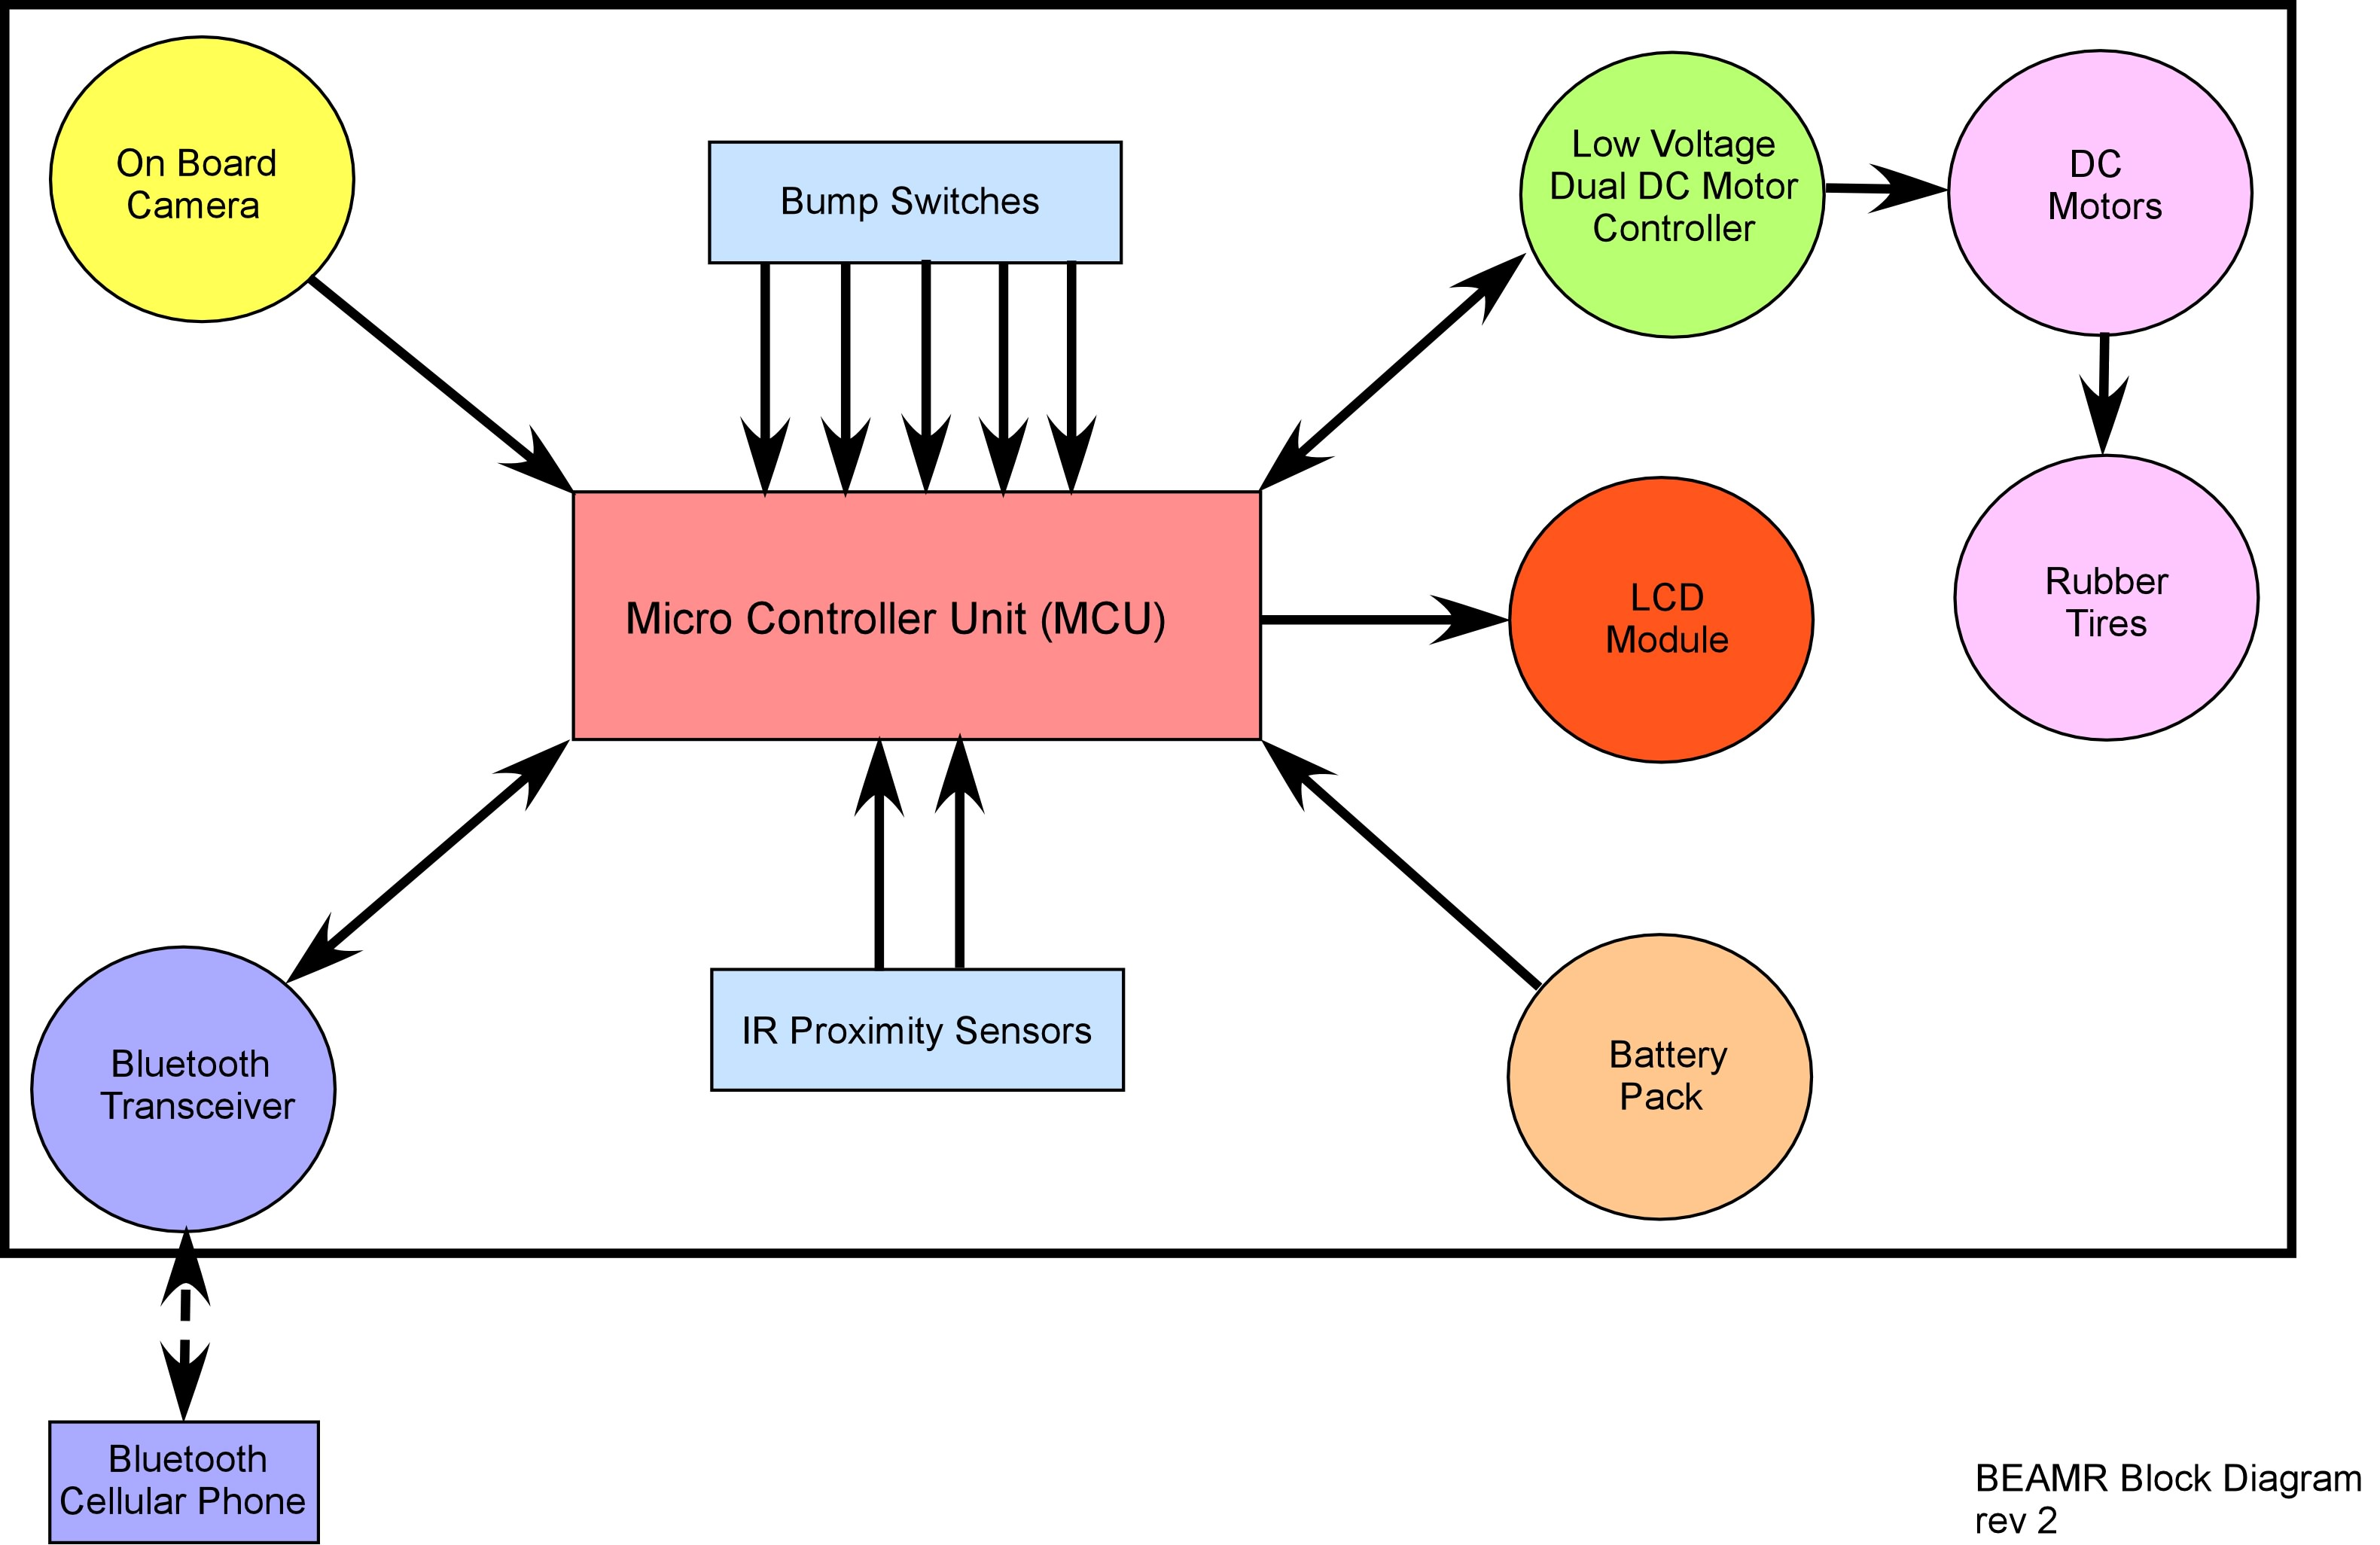 On Board
Camera
Bump Switches
Low Voltage
Dual DC Motor
Controller
DC
Motors
Micro Controller Unit (MCU)
LCD
Module
Rubber
Tires
Bluetooth
Transceiver
IR Proximity Sensors
Battery
Pack
Bluetooth
Cellular Phone
BEAMR Block Diagram
rev 2